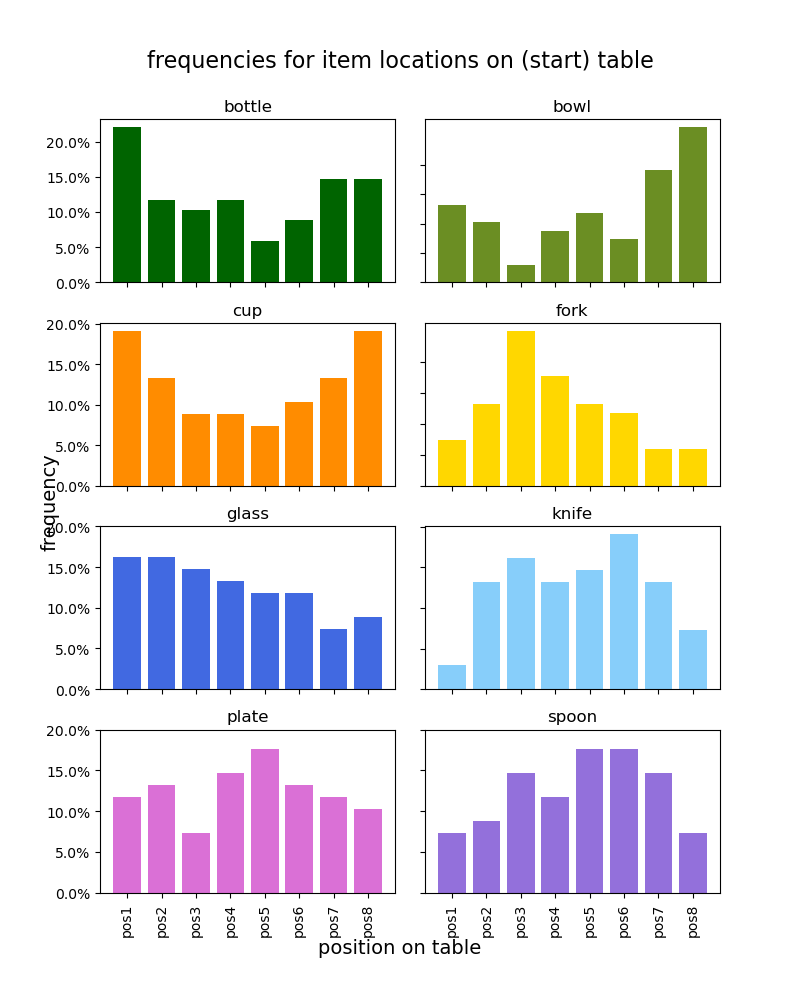 frequencies for item locations on (start) table
bottle
bowl
20.0%
15.0%
10.0%
5.0%
0.0%
cup
fork
20.0%
15.0%
10.0%
5.0%
0.0%
frequency
glass
knife
20.0%
15.0%
10.0%
5.0%
0.0%
plate
spoon
20.0%
15.0%
10.0%
5.0%
0.0%
pos1 pos2 pos3 pos4 pos5 pos6 pos7 pos8
pos1 pos2 pos3 pos4 pos5 pos6 pos7 pos8
position on table